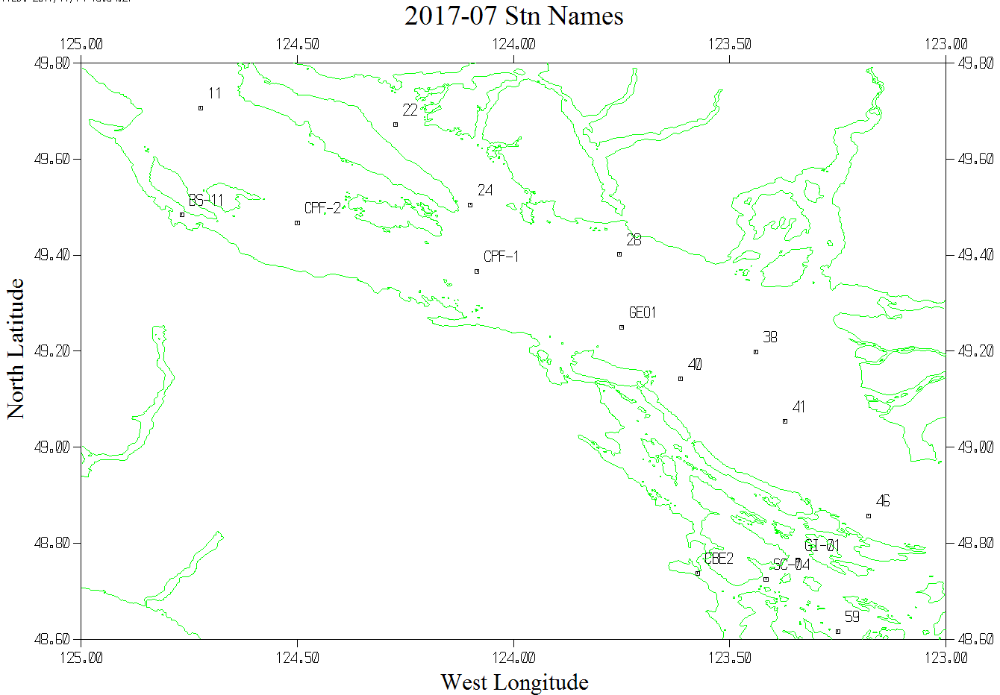 2017-07 Stn Names
125.00 124.50 124.00 123.50 123.00
49.80 49.80
11
22
49.60 49.60
24
BS-11 CPF-2
28
49.40 CPF-1 49.40
GE01
38
49.20 49.20
40
41
49.00 49.00
46
48.80 GI-01 48.80
CBE2 SC-04
59
48.60 48.60
125.00 124.50 124.00 123.50 123.00
North Latitude
West Longitude